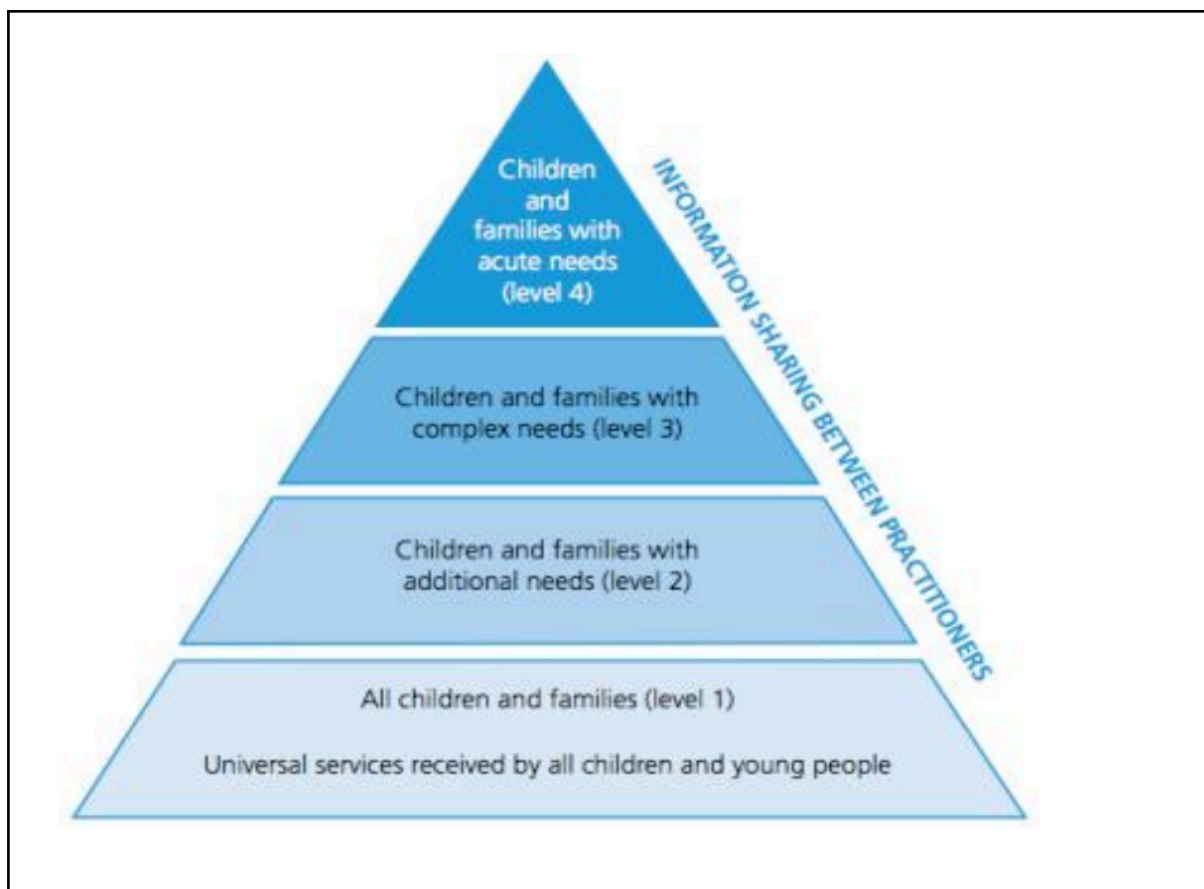 Children
and
families with
acute needs
(level 4)
INFORMATION SHARING BETWEEN PRACTITIONERS
Children and families with
complex needs (level 3)
Children and families with
additional needs (level 2)
All children and families (level 1)
Universal services received by all children and young people